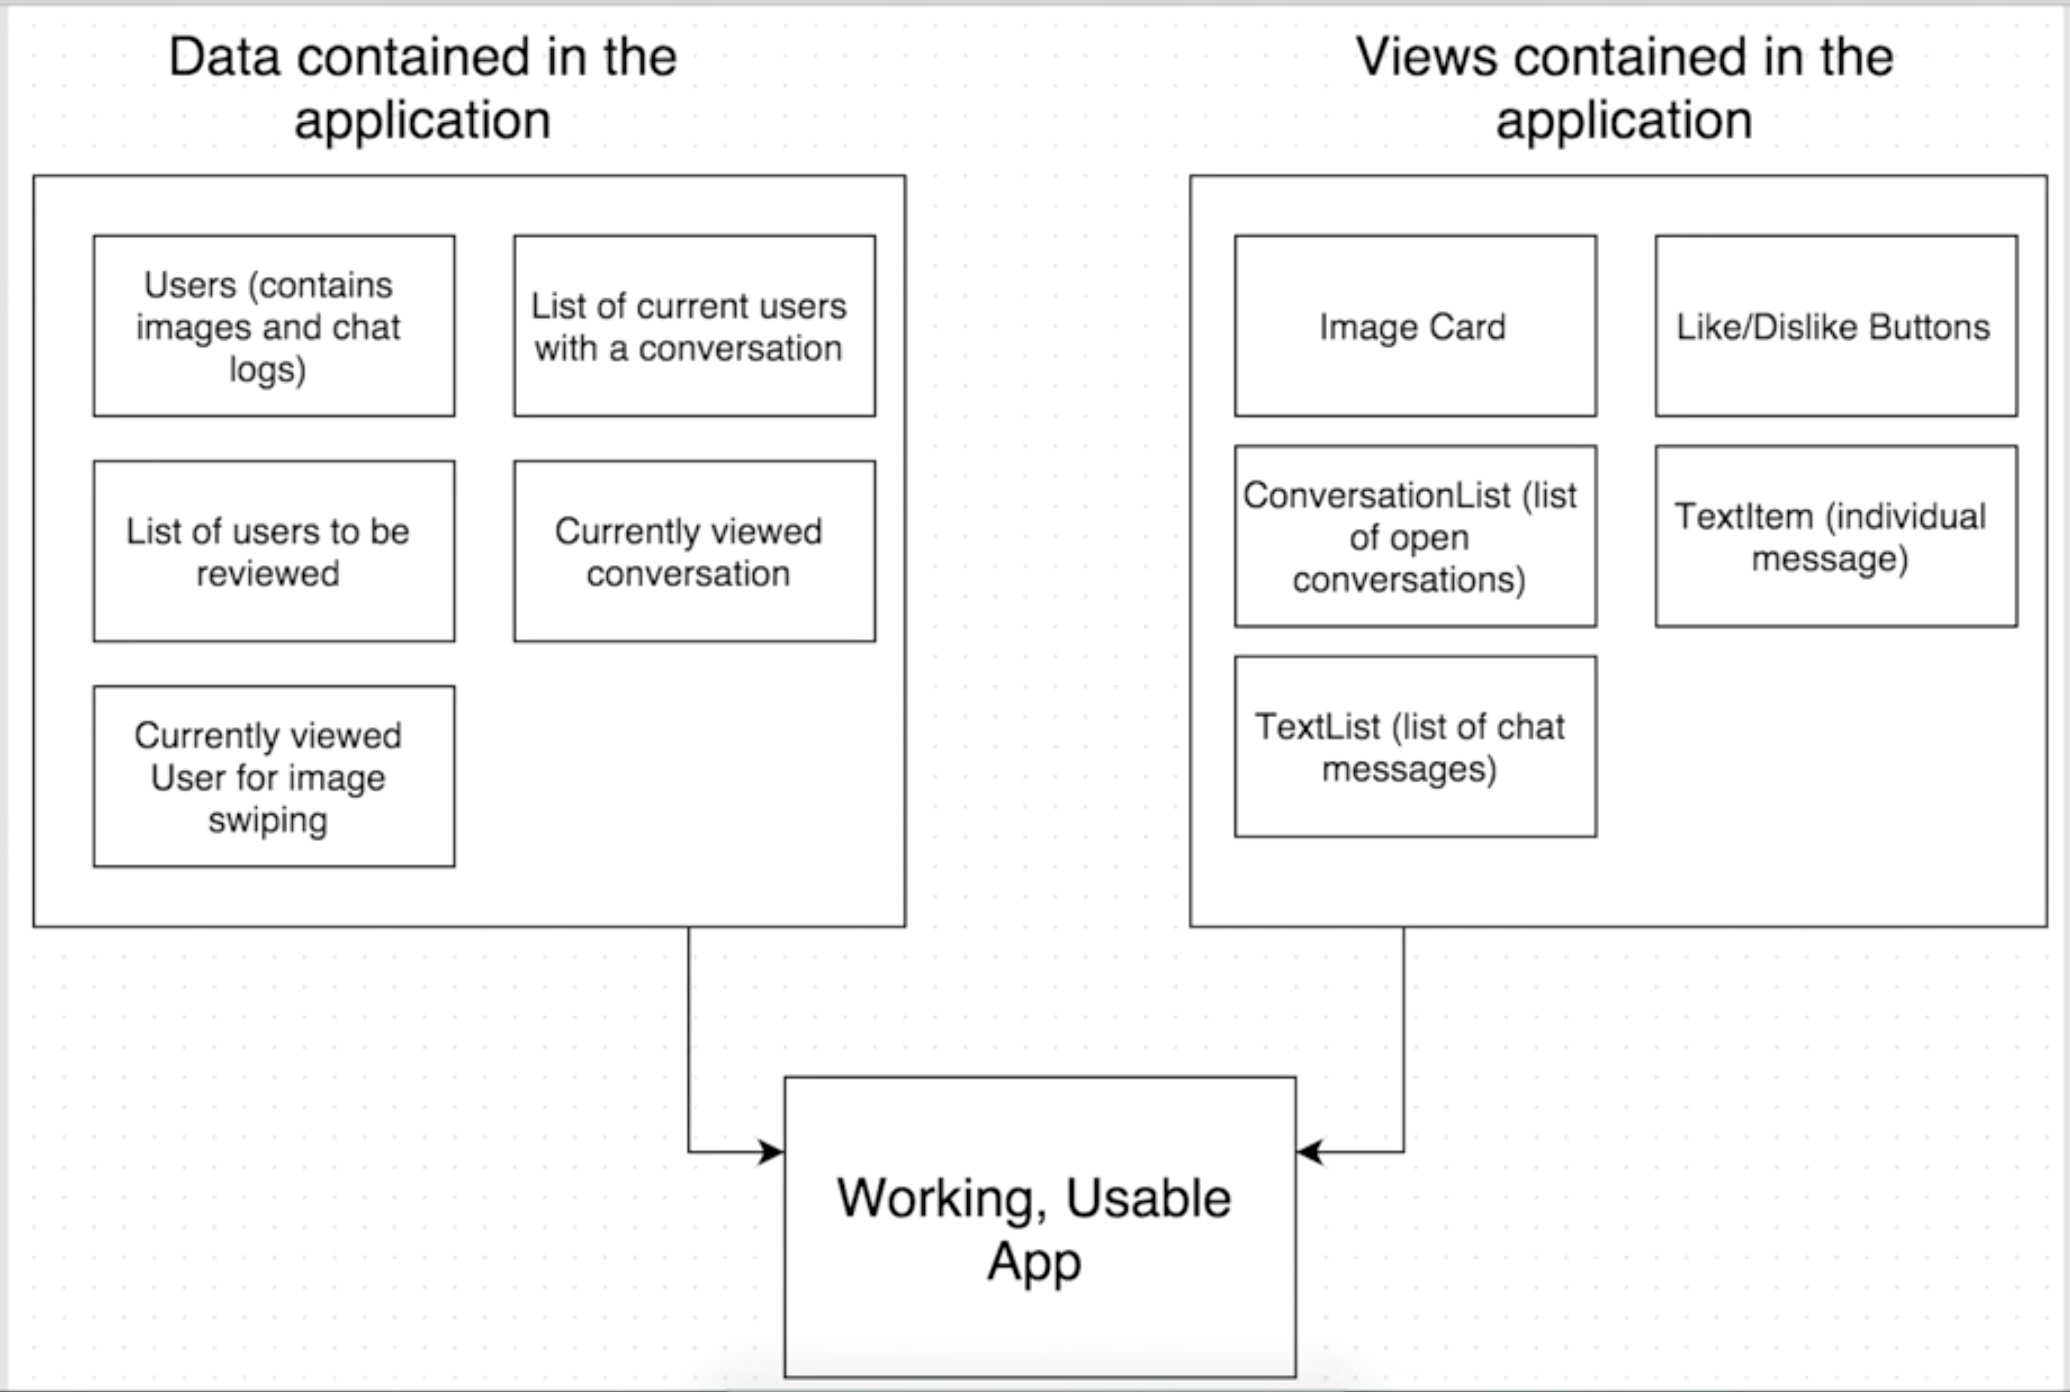 Data contained in the
application
Views contained in the
application
Users (contains
images and chat
logs)
List of current users
with a conversation
List of users to be
reviewed
Currently viewed
conversation
Currently viewed
User for image
swiping
Image Card
Like/Dislike Buttons
ConversationList (list
of open
conversations)
TextItem (individual
message)
TextList (list of chat
messages)
Working, Usable
App